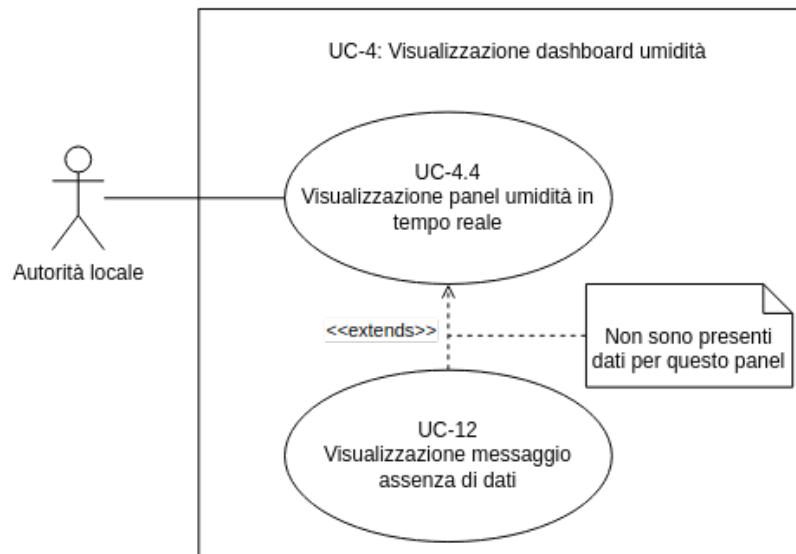 UC-4: Visualizzazione dashboard umidità
UC-4.4
Visualizzazione panel umidità in
tempo reale
Autorità locale
<<extends>>
Non sono presenti
dati per questo panel
UC-12
Visualizzazione messaggio
assenza di dati